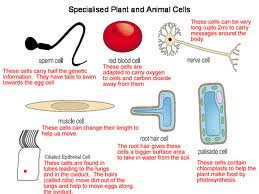 Specialised Plant and Animal Cells
sperm cell
These cells carry half the genetic
information. They have tails to swim
towards the egg cell
red blood cell
These cells are
adapted to carry oxygen
to cells and carbon dioxide
away from cells
These cells can be very
long (upto 2m) to carry
messages around the
body.
nerve cell
muscle cell
These cells can change their length to
help us move.
root hair cell
The root hair gives these
cells a bigger surface area
to take in water from the soil.
palisade cell
These cells contain
chloroplasts to help the
plant make food by
photosynthesis.
Ciliated Epithelial Cell
These cells are found in
tubes-leading to the lungs
and in the oviduct. The hairs
(called cilia) move dirt out of the
lungs and help to move eggs along
the oviduct.